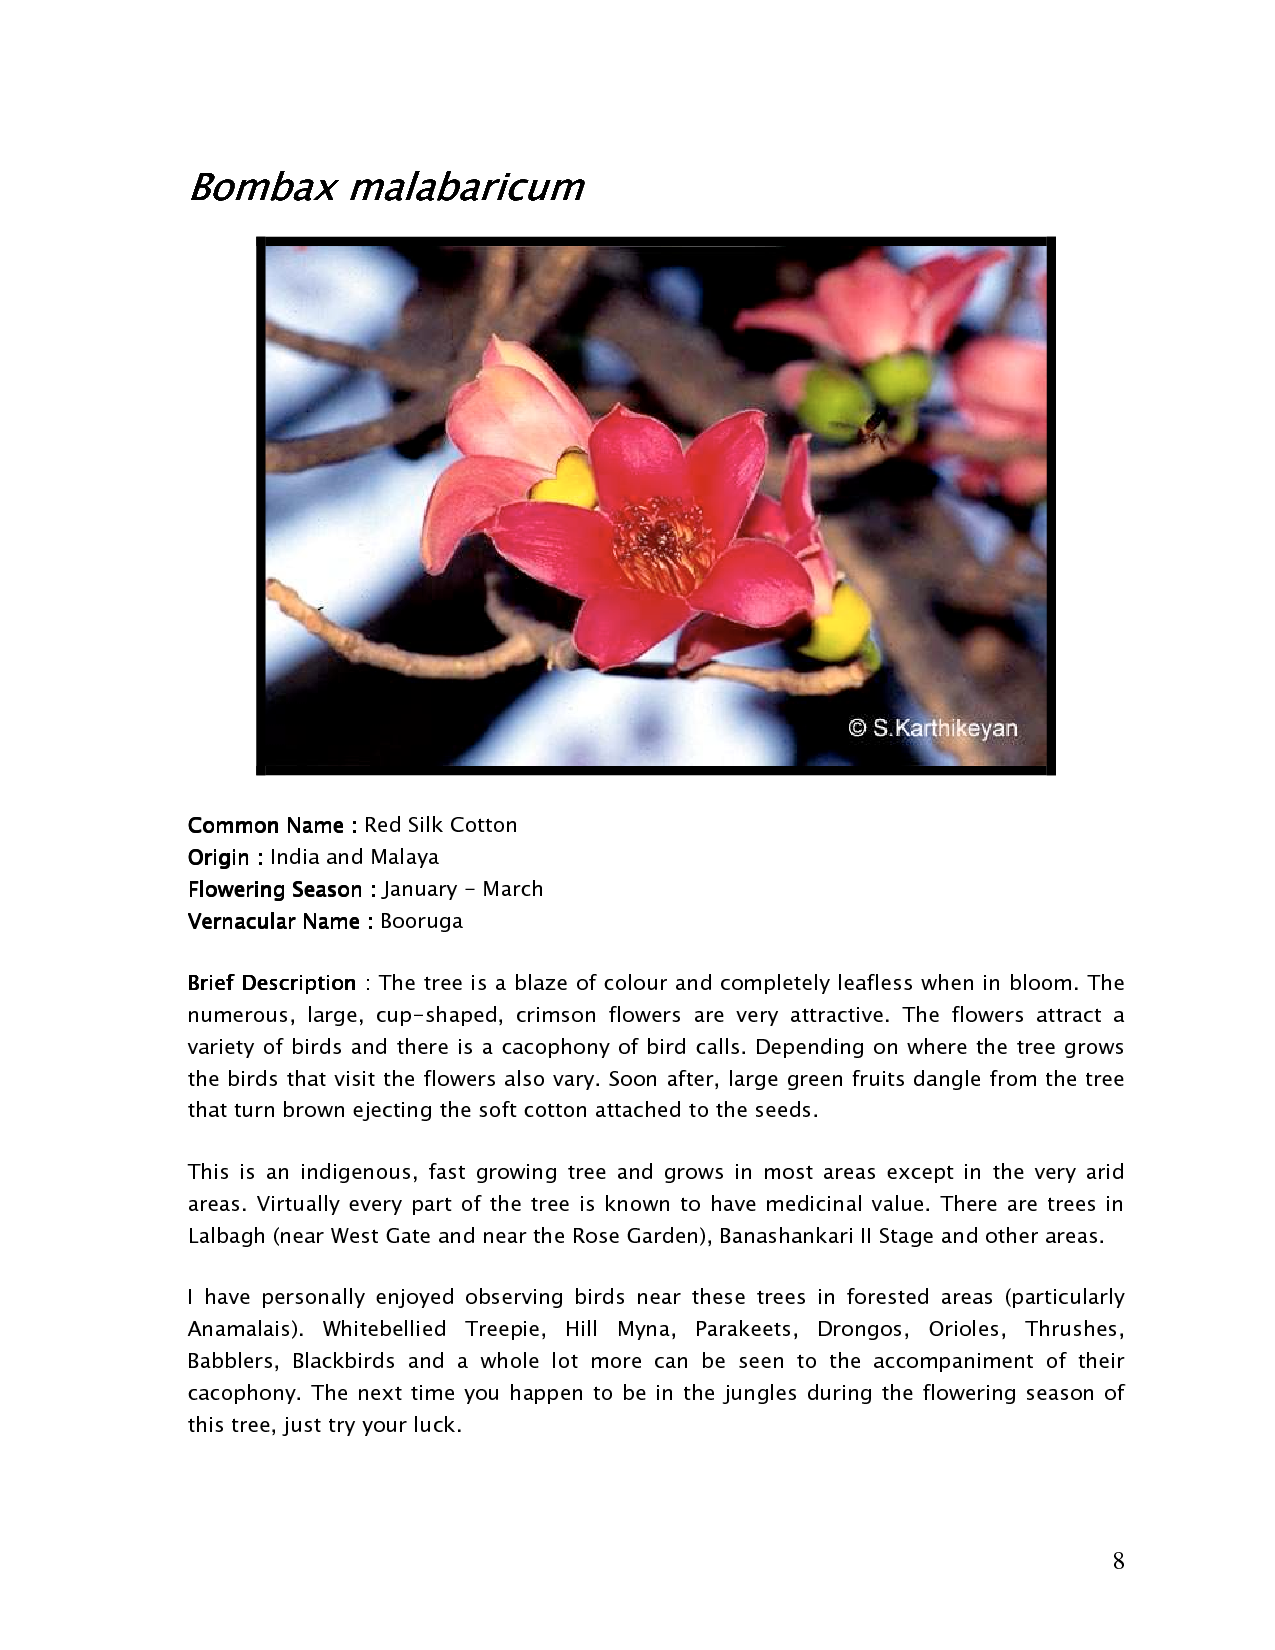 Bombax malabaricum
© S.Karthikeyan
Common Name : Red Silk Cotton
Origin : India and Malaya
Flowering Season : January - March
Vernacular Name : Booruga
Brief Description : The tree is a blaze of colour and completely leafless when in bloom. The
numerous, large, cup-shaped, crimson flowers are very attractive. The flowers attract a
variety of birds and there is a cacophony of bird calls. Depending on where the tree grows
the birds that visit the flowers also vary. Soon after, large green fruits dangle from the tree
that turn brown ejecting the soft cotton attached to the seeds.
This is an indigenous, fast growing tree and grows in most areas except in the very arid
areas. Virtually every part of the tree is known to have medicinal value. There are trees in
Lalbagh (near West Gate and near the Rose Garden), Banashankari II Stage and other areas.
I have personally enjoyed observing birds near these trees in forested areas (particularly
Anamalais). Whitebellied Treepie, Hill Myna, Parakeets, Drongos, Orioles, Thrushes,
Babblers, Blackbirds and a whole lot more can be seen to the accompaniment of their
cacophony. The next time you happen to be in the jungles during the flowering season of
this tree, just try your luck.
8